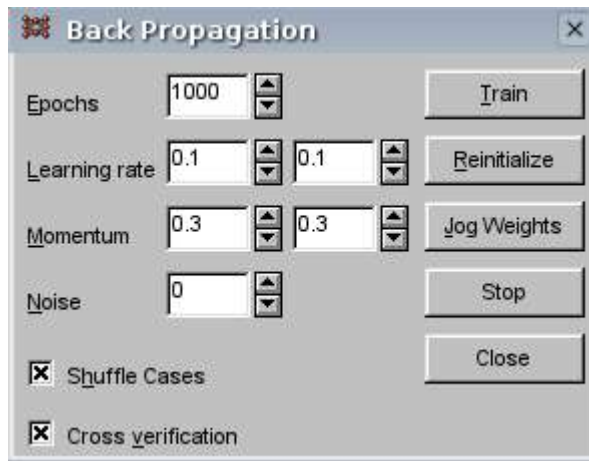 Back Propagation
Epochs 1000 Train
Learning rate 0.1 0.1 Reinitialize
Momentum 0.3 0.3 Jog Weights
Noise 0 Stop
Shuffle Cases Close
Cross verification